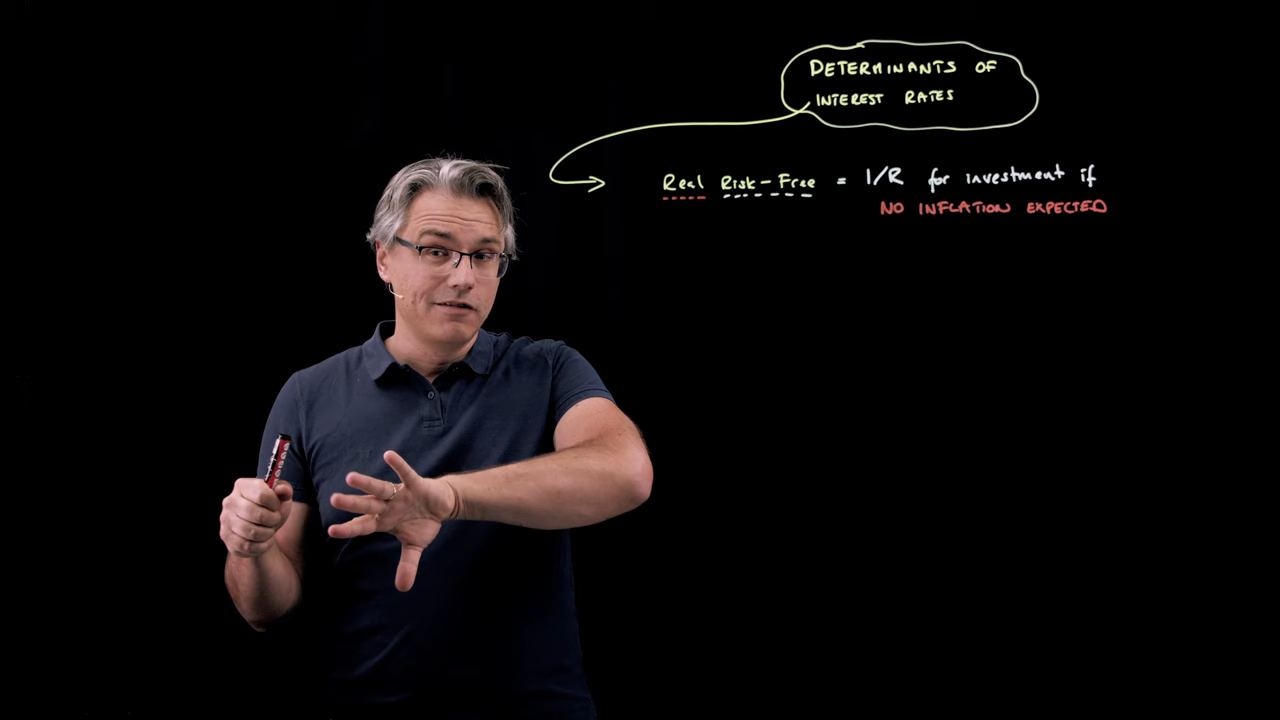 DETERMINANTS OF
INTEREST RATES
Real Risk-Free = I/R for investment if
NO INFLATION EXPECTED